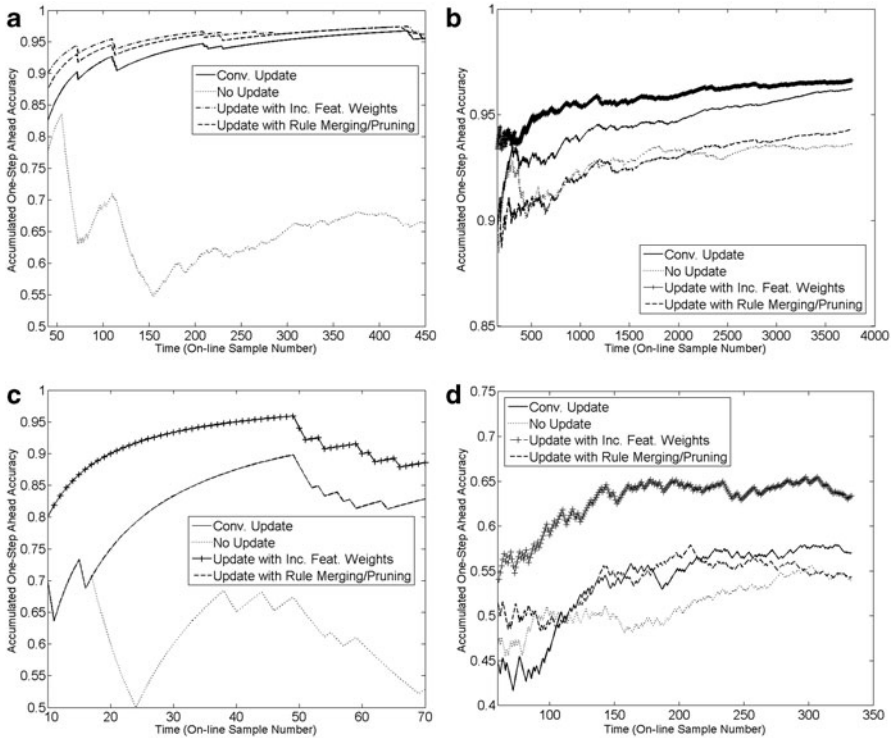 a
Accumulated One-Step Ahead Accuracy
1
0.95
0.9
0.85
0.8
0.75
0.7
0.65
0.6
0.55
0.5
Conv. Update
No Update
Update with Inc. Feat. Weights
Update with Rule Merging/Pruning
50 100 150 200 250 300 350 400 450
Time (On-line Sample Number)
b
Accumulated One-Step Ahead Accuracy
1
0.95
0.9
0.85
Conv. Update
No Update
Update with Inc. Feat. Weights
Update with Rule Merging/Pruning
500 1000 1500 2000 2500 3000 3500 4000
Time (On-line Sample Number)
c
Accumulated One-Step Ahead Accuracy
1
0.95
0.9
0.85
0.8
0.75
0.7
0.65
0.6
0.55
0.5
Conv. Update
No Update
Update with Inc. Feat. Weights
Update with Rule Merging/Pruning
10 20 30 40 50 60 70
Time (On-line Sample Number)
d
Accumulated One-Step Ahead Accuracy
0.75
0.7
0.65
0.6
0.55
0.5
0.45
0.4
Conv. Update
No Update
Update with Inc. Feat. Weights
Update with Rule Merging/Pruning
100 150 200 250 300 350
Time (On-line Sample Number)